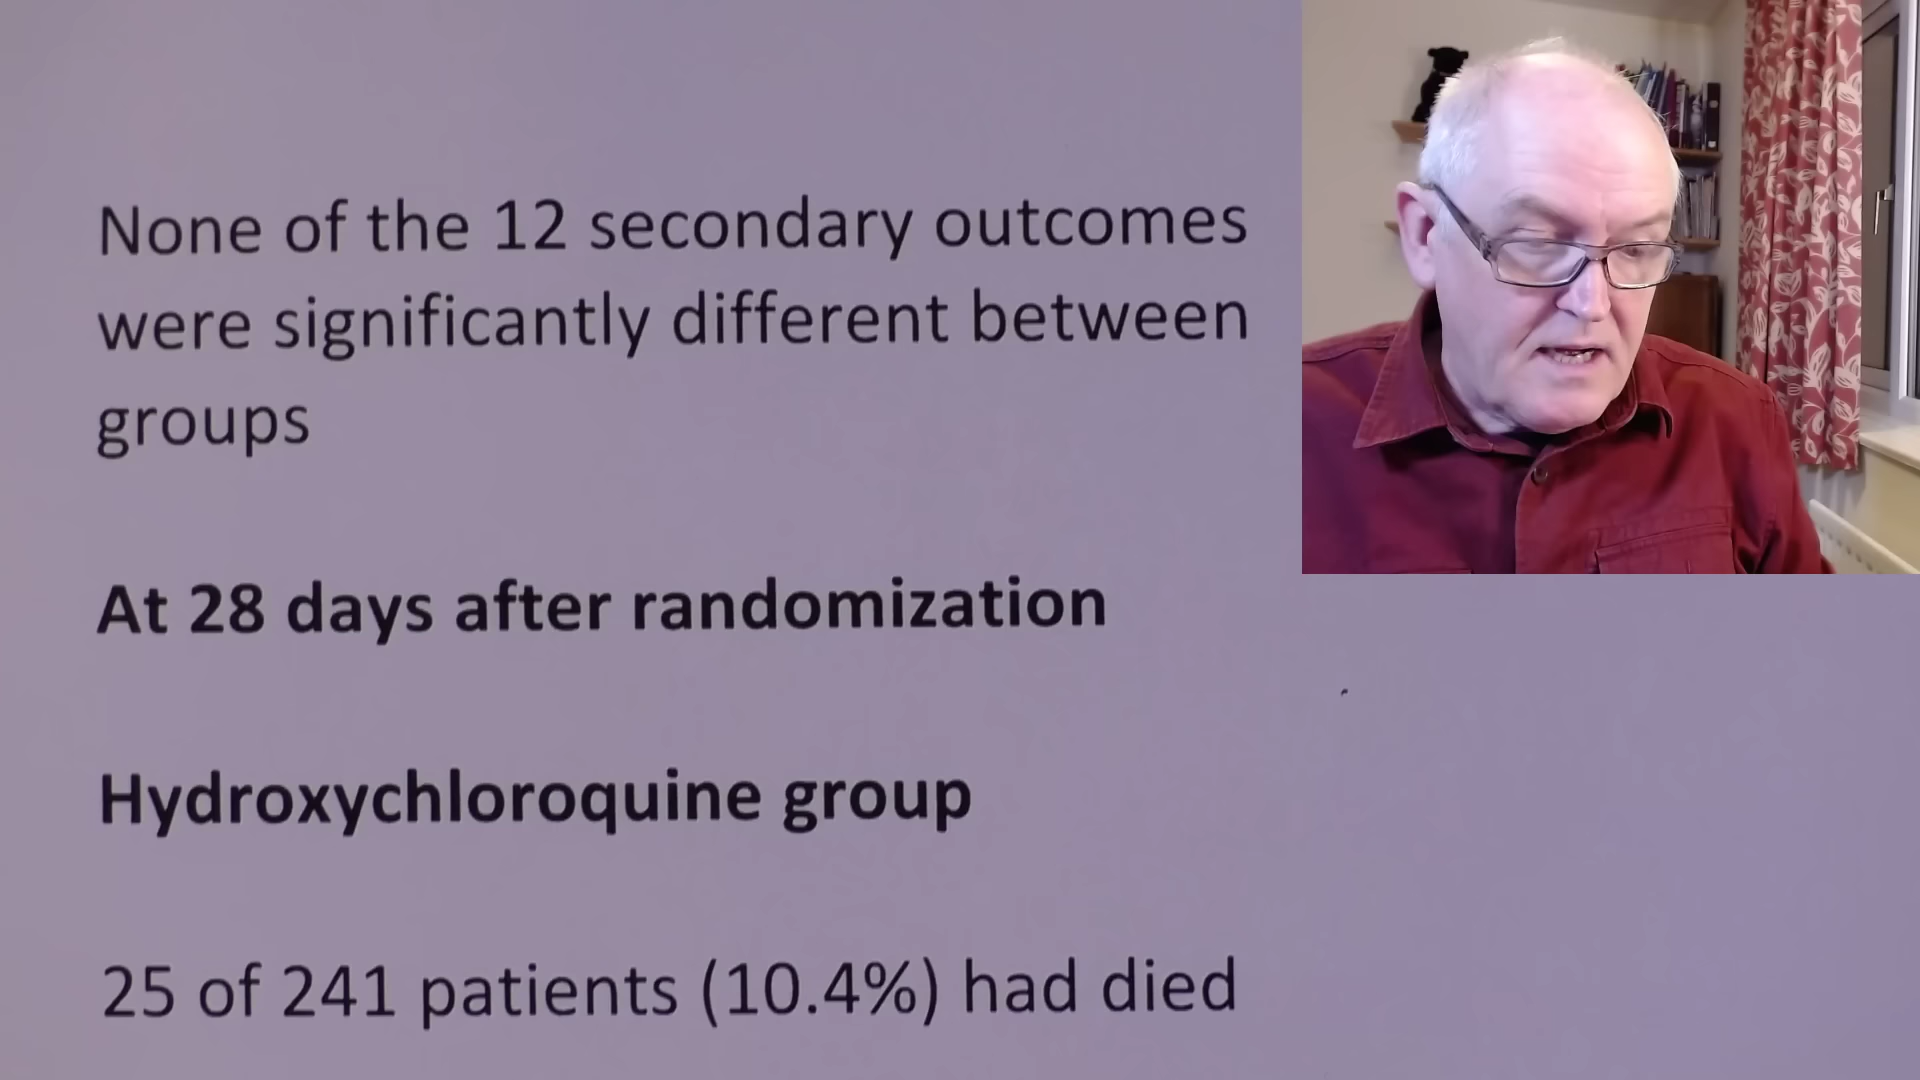 None of the 12 secondary outcomes
were significantly different between
groups
At 28 days after randomization
Hydroxychloroquine group
25 of 241 patients (10.4%) had died